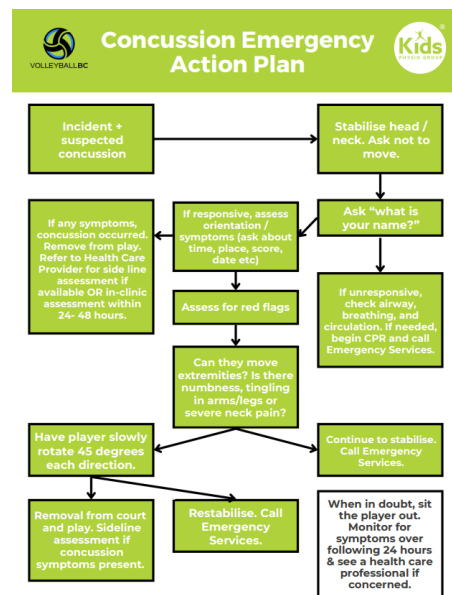 Concussion Emergency
Action Plan
VOLLEYBALLBC
Kids
PHYSIO GROUP
®
Incident +
suspected
concussion
Stabilise head /
neck. Ask not to
move.
If any symptoms,
concussion occurred.
Remove from play.
Refer to Health Care
Provider for side line
assessment if
available OR in-clinic
assessment within
24- 48 hours.
If responsive, assess
orientation /
symptoms (ask about
time, place, score,
date etc)
Ask “what is
your name?”
Assess for red flags
If unresponsive,
check airway,
breathing, and
circulation. If needed,
begin CPR and call
Emergency Services.
Can they move
extremities? Is there
numbness, tingling
in arms/legs or
severe neck pain?
Have player slowly
rotate 45 degrees
each direction.
Continue to stabilise.
Call Emergency
Services.
Removal from court
and play. Sideline
assessment if
concussion
symptoms present.
Restabilise. Call
Emergency
Services.
When in doubt, sit
the player out.
Monitor for
symptoms over
following 24 hours
& see a health care
professional if
concerned.